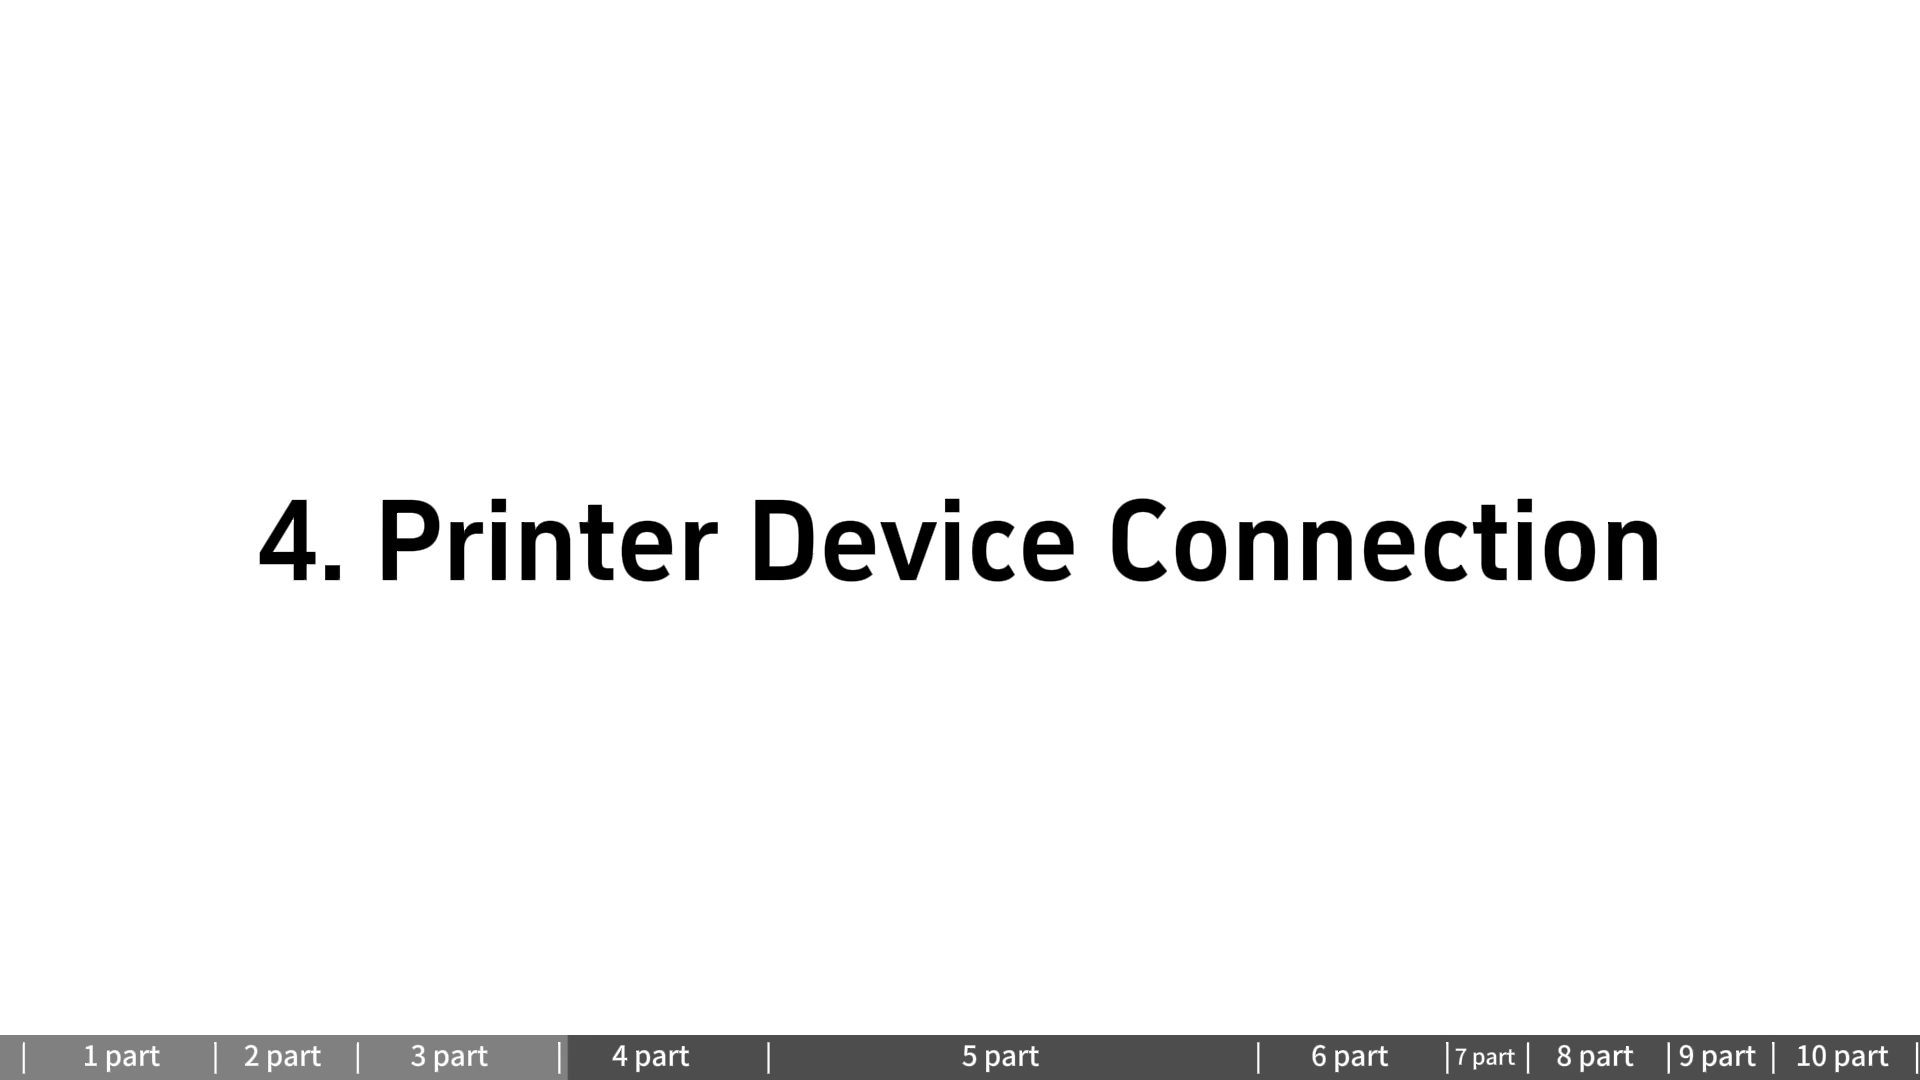 4. Printer Device Connection
| 1 part | 2 part | 3 part | 4 part | 5 part | 6 part | 7 part | 8 part | 9 part | 10 part |